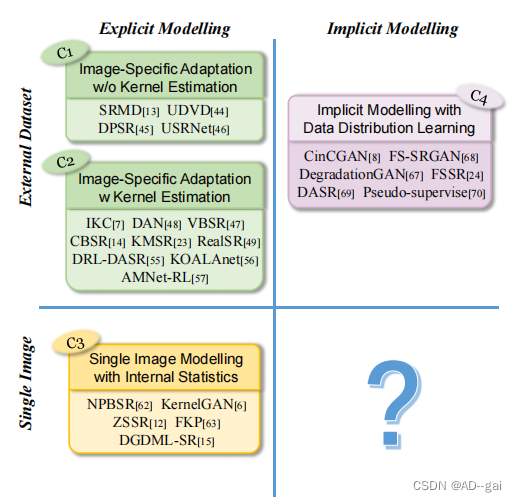 Explicit Modelling
Implicit Modelling
External Dataset
C1
Image-Specific Adaptation
w/o Kernel Estimation
SRMD[13] UDVD[44]
DPSR[45] USRNet[46]
C2
Image-Specific Adaptation
w Kernel Estimation
IKC[7] DAN[48] VBSR[47]
CBSR[14] KMSR[23] RealSR[49]
DRL-DASR[55] KOALAnet[56]
AMNet-RL[57]
C4
Implicit Modelling with
Data Distribution Learning
CinCGAN[8] FS-SRGAN[68]
DegradationGAN[67] FSSR[24]
DASR[69] Pseudo-supervise[70]
Single Image
C3
Single Image Modelling
with Internal Statistics
NPBSR[62] KernelGAN[6]
ZSSR[12] FKP[63]
DGDML-SR[15]
?
CSDN @AD--gai